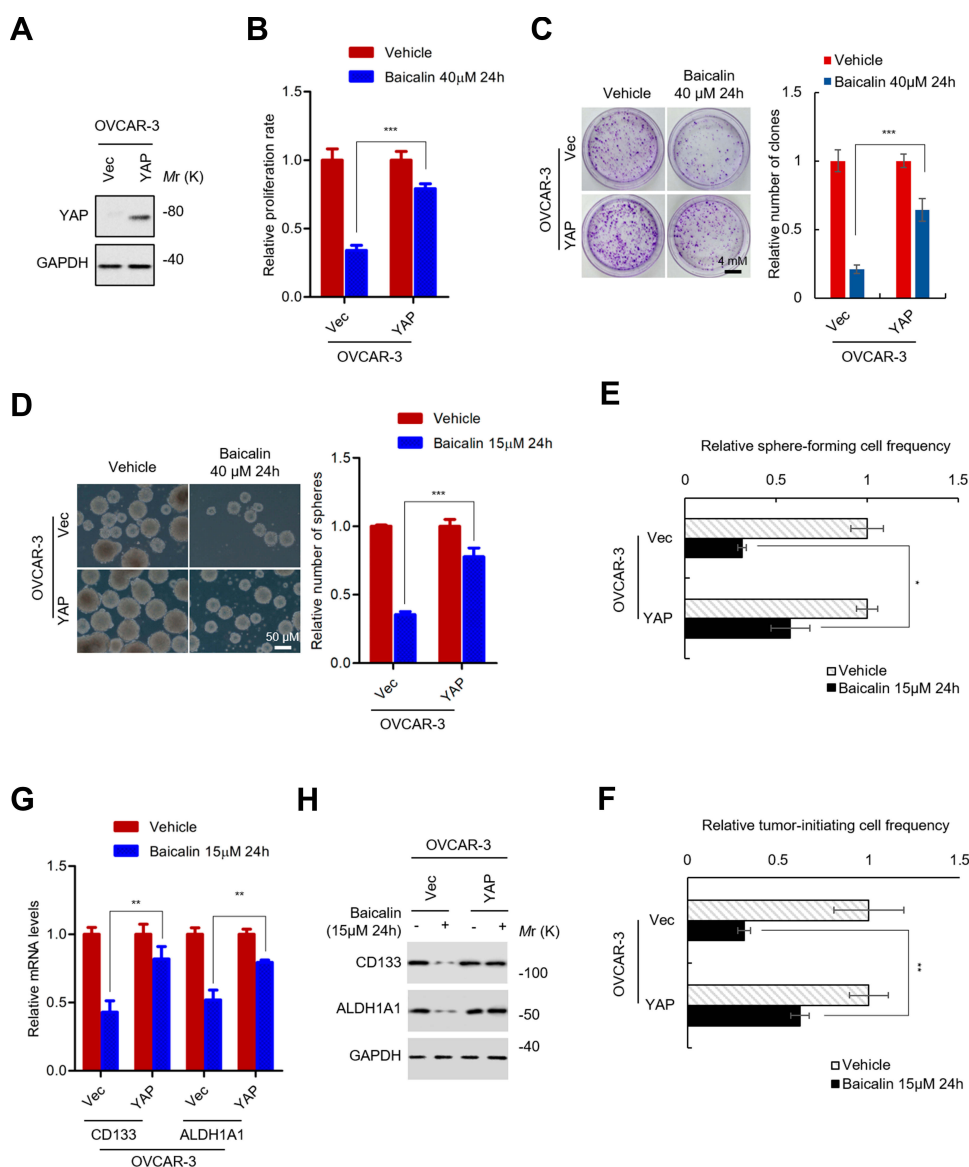 A
OVCAR-3
Vec
YAP
Mr (K)
YAP
-80
GAPDH
-40
B
Vehicle
Baicalin 40μM 24h
Relative proliferation rate
1.5
1.0
0.5
0.0
***
Vec
YAP
OVCAR-3
C
Vehicle
Baicalin
40 µM 24h
OVCAR-3
Vec
YAP
4 mM
Vehicle
Baicalin 40µM 24h
Relative number of clones
1.5
1
0.5
0
***
Vec
YAP
OVCAR-3
D
Vehicle
Baicalin
40 µM 24h
OVCAR-3
Vec
YAP
50 µM
Vehicle
Baicalin 15μM 24h
Relative number of spheres
1.5
1.0
0.5
0.0
***
Vec
YAP
OVCAR-3
E
Relative sphere-forming cell frequency
0
0.5
1
1.5
OVCAR-3
Vec
YAP
*
Vehicle
Baicalin 15µM 24h
G
Vehicle
Baicalin 15μM 24h
Relative mRNA levels
1.5
1.0
0.5
0.0
**
**
Vec
YAP
Vec
YAP
CD133
ALDH1A1
OVCAR-3
H
OVCAR-3
Vec
YAP
Baicalin
(15µM 24h)
- + - +
Mr (K)
CD133
-100
ALDH1A1
-50
-40
GAPDH
F
Relative tumor-initiating cell frequency
0
0.5
1
1.5
OVCAR-3
Vec
YAP
**
Vehicle
Baicalin 15µM 24h